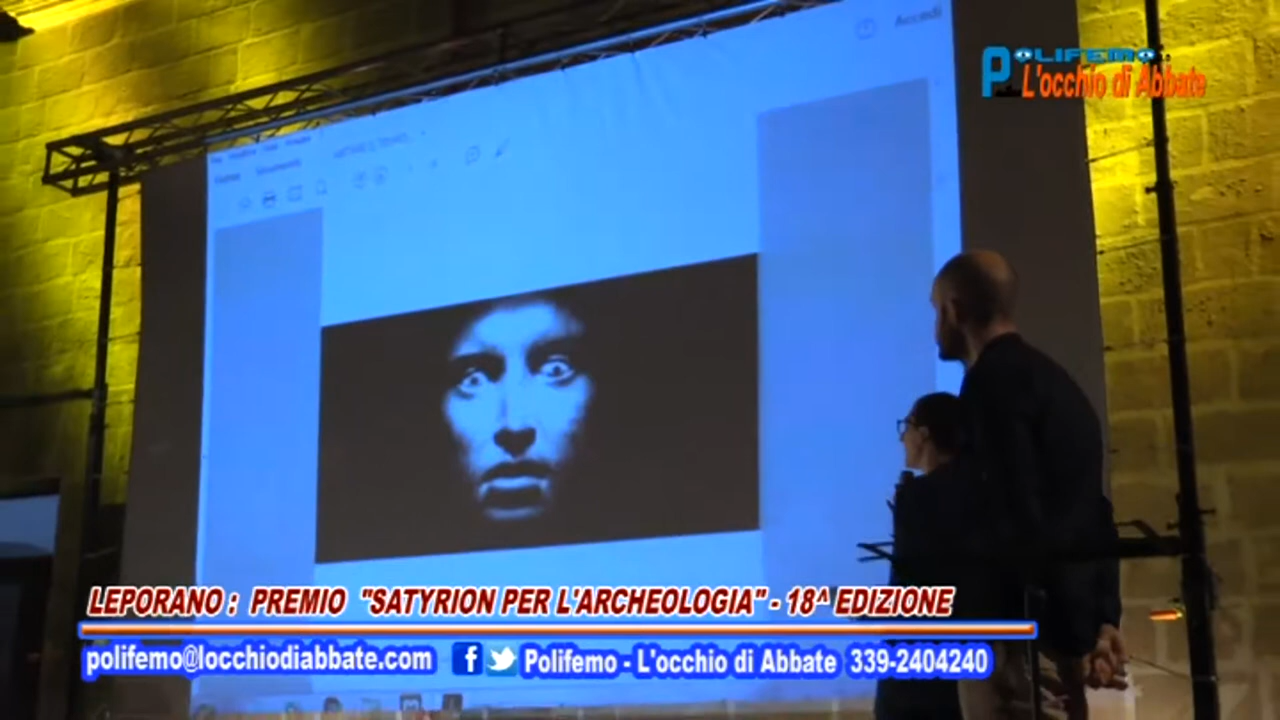 Accedi
POLIFEMO
L'occhio di Abbate
LEPORANO : PREMIO "SATYRION PER L'ARCHEOLOGIA" - 18^ EDIZIONE
polifemo@locchiodiabbate.com Polifemo - L'occhio di Abbate 339-2404240